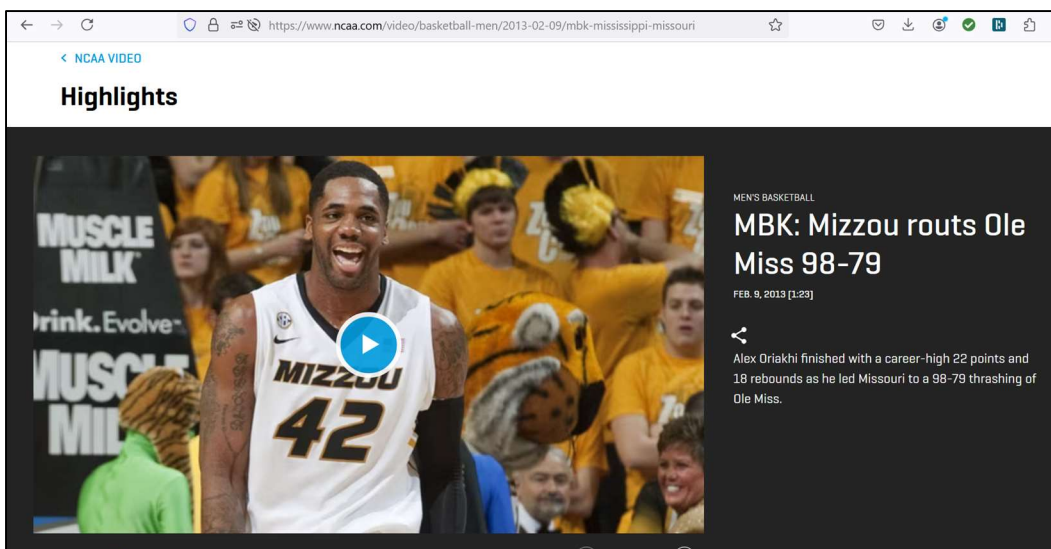 https://www.ncaa.com/video/basketball-men/2013-02-09/mbk-mississippi-missouri
< NCAA VIDEO
Highlights
MUSCLE
MILK
Drink. Evolve
MUSCLE
MILK
MIZZOU
42
MEN'S BASKETBALL
MBK: Mizzou routs Ole
Miss 98-79
FEB. 9, 2013 [1:23]
Alex Oriakhi finished with a career-high 22 points and
18 rebounds as he led Missouri to a 98-79 thrashing of
Ole Miss.